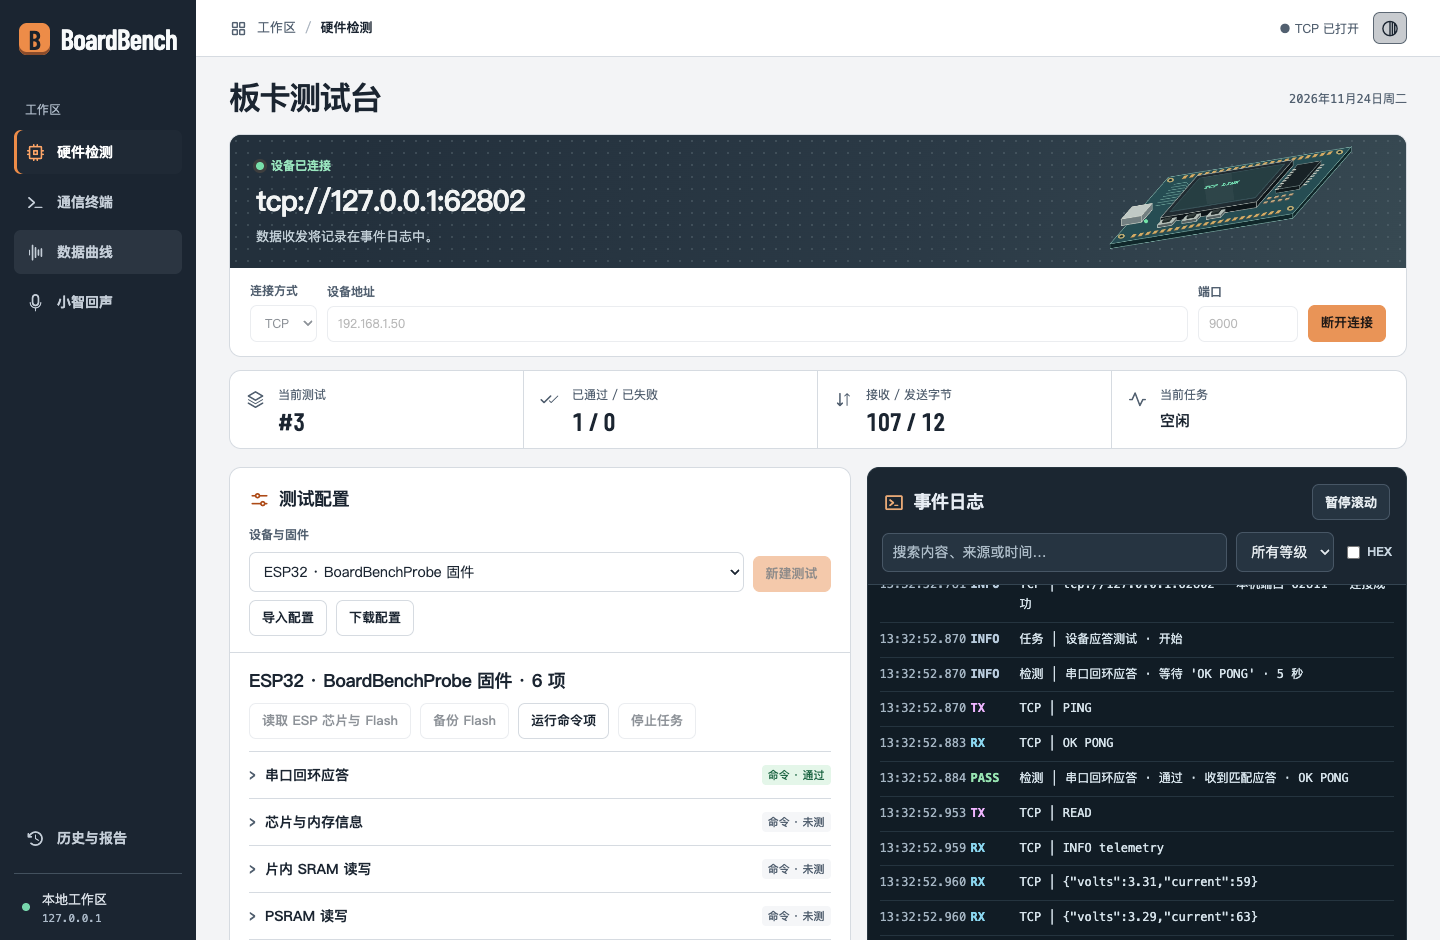 BoardBench
工作区
硬件检测
通信终端
数据曲线
小智回声
历史与报告
本地工作区
127.0.0.1
工作区 / 硬件检测
TCP 已打开
板卡测试台
2026年11月24日周二
设备已连接
tcp://127.0.0.1:62802
数据收发将记录在事件日志中。
TCP LINK
连接方式
TCP
设备地址
192.168.1.50
端口
9000
断开连接
当前测试
#3
已通过 / 已失败
1 / 0
接收 / 发送字节
107 / 12
当前任务
空闲
测试配置
设备与固件
ESP32 · BoardBenchProbe 固件
新建测试
导入配置
下载配置
ESP32 · BoardBenchProbe 固件 · 6 项
读取 ESP 芯片与 Flash
备份 Flash
运行命令项
停止任务
串口回环应答 命令 · 通过
芯片与内存信息 命令 · 未测
片内 SRAM 读写 命令 · 未测
PSRAM 读写 命令 · 未测
事件日志
暂停滚动
搜索内容、来源或时间...
所有等级
HEX
功
13:32:52.870 INFO 任务 | 设备应答测试 · 开始
13:32:52.870 INFO 检测 | 串口回环应答 · 等待 'OK PONG' · 5 秒
13:32:52.870 TX TCP | PING
13:32:52.883 RX TCP | OK PONG
13:32:52.884 PASS 检测 | 串口回环应答 · 通过 · 收到匹配应答 · OK PONG
13:32:52.953 TX TCP | READ
13:32:52.959 RX TCP | INFO telemetry
13:32:52.960 RX TCP | {"volts":3.31,"current":59}
13:32:52.960 RX TCP | {"volts":3.29,"current":63}